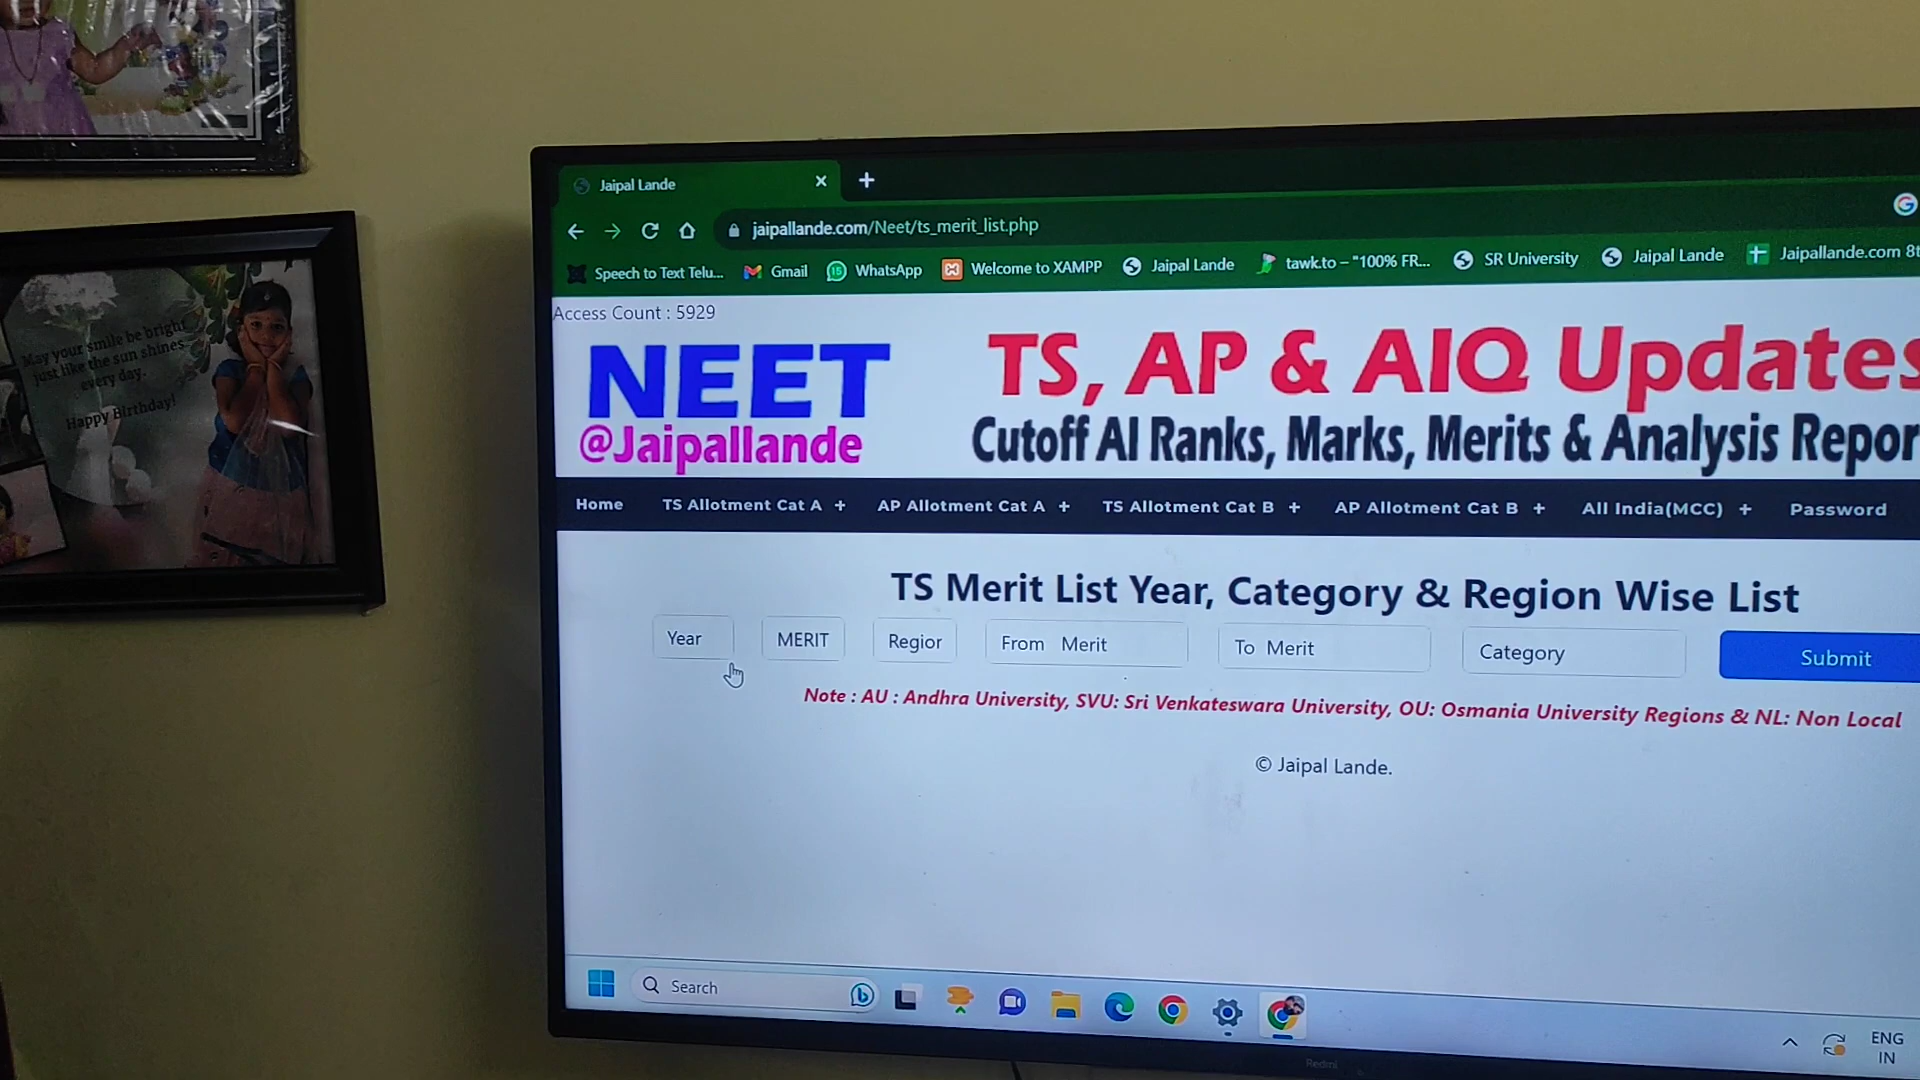 May your smile be bright
just like the sun shines
every day.
Happy Birthday!
Jaipal Lande
jaipallande.com/Neet/ts_merit_list.php
Speech to Text Telu... Gmail WhatsApp Welcome to XAMPP Jaipal Lande tawk.to – "100% FR... SR University Jaipal Lande Jaipallande.com 8t
Access Count : 5929
NEET TS, AP & AIQ Updates
@Jaipallande Cutoff AI Ranks, Marks, Merits & Analysis Repor
Home TS Allotment Cat A + AP Allotment Cat A + TS Allotment Cat B + AP Allotment Cat B + All India(MCC) + Password
TS Merit List Year, Category & Region Wise List
Year MERIT Region From Merit To Merit Category Submit
Note : AU : Andhra University, SVU: Sri Venkateswara University, OU: Osmania University Regions & NL: Non Local
© Jaipal Lande.
Search
ENG
IN
Redmi